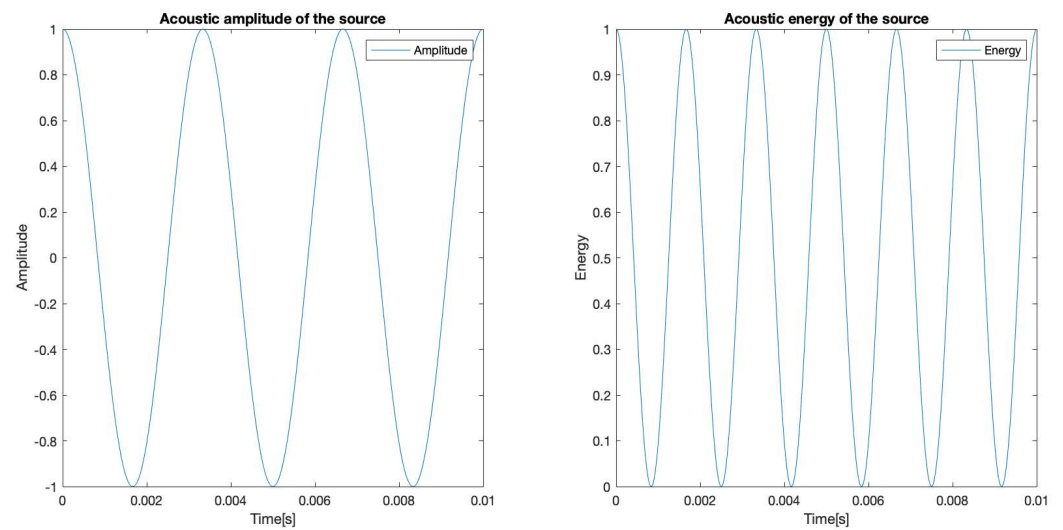 Acoustic amplitude of the source
Amplitude
1
0.8
0.6
0.4
0.2
0
-0.2
-0.4
-0.6
-0.8
-1
Amplitude
0 0.002 0.004 0.006 0.008 0.01
Time[s]
Acoustic energy of the source
Energy
1
0.9
0.8
0.7
0.6
0.5
0.4
0.3
0.2
0.1
0
Energy
0 0.002 0.004 0.006 0.008 0.01
Time[s]